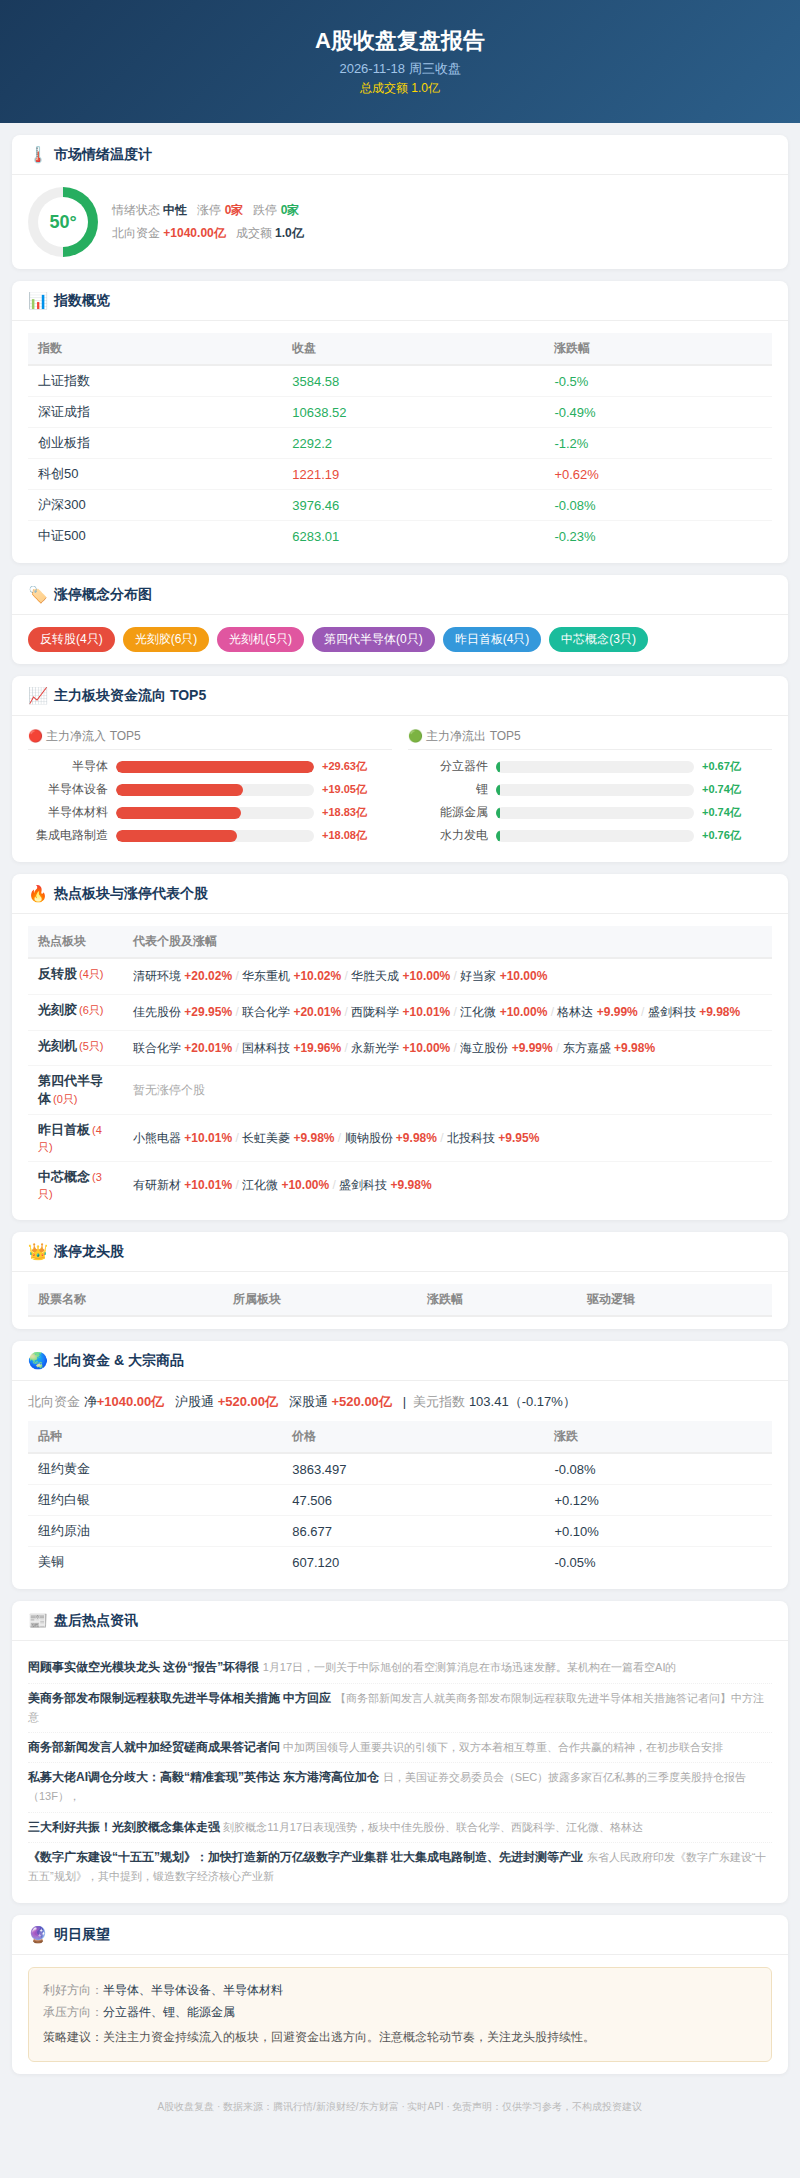 A股收盘复盘报告
2026-11-18 周三收盘
总成交额 1.0亿
🌡️ 市场情绪温度计
50°
情绪状态 中性 涨停 0家 跌停 0家
北向资金 +1040.00亿 成交额 1.0亿
📊 指数概览
指数 收盘 涨跌幅
上证指数 3584.58 -0.5%
深证成指 10638.52 -0.49%
创业板指 2292.2 -1.2%
科创50 1221.19 +0.62%
沪深300 3976.46 -0.08%
中证500 6283.01 -0.23%
🏷️ 涨停概念分布图
反转股(4只) 光刻胶(6只) 光刻机(5只) 第四代半导体(0只) 昨日首板(4只) 中芯概念(3只)
📈 主力板块资金流向 TOP5
🔴 主力净流入 TOP5
半导体 +29.63亿
半导体设备 +19.05亿
半导体材料 +18.83亿
集成电路制造 +18.08亿
🟢 主力净流出 TOP5
分立器件 +0.67亿
锂 +0.74亿
能源金属 +0.74亿
水力发电 +0.76亿
🔥 热点板块与涨停代表个股
热点板块 代表个股及涨幅
反转股 (4只) 清研环境 +20.02% / 华东重机 +10.02% / 华胜天成 +10.00% / 好当家 +10.00%
光刻胶 (6只) 佳先股份 +29.95% / 联合化学 +20.01% / 西陇科学 +10.01% / 江化微 +10.00% / 格林达 +9.99% / 盛剑科技 +9.98%
光刻机 (5只) 联合化学 +20.01% / 国林科技 +19.96% / 永新光学 +10.00% / 海立股份 +9.99% / 东方嘉盛 +9.98%
第四代半导
体 (0只) 暂无涨停个股
昨日首板 (4
只) 小熊电器 +10.01% / 长虹美菱 +9.98% / 顺钠股份 +9.98% / 北投科技 +9.95%
中芯概念 (3
只) 有研新材 +10.01% / 江化微 +10.00% / 盛剑科技 +9.98%
👑 涨停龙头股
股票名称 所属板块 涨跌幅 驱动逻辑
🌏 北向资金 & 大宗商品
北向资金 净+1040.00亿 沪股通 +520.00亿 深股通 +520.00亿 | 美元指数 103.41（-0.17%）
品种 价格 涨跌
纽约黄金 3863.497 -0.08%
纽约白银 47.506 +0.12%
纽约原油 86.677 +0.10%
美铜 607.120 -0.05%
📰 盘后热点资讯
罔顾事实做空光模块龙头 这份“报告”坏得很 1月17日，一则关于中际旭创的看空测算消息在市场迅速发酵。某机构在一篇看空AI的
美商务部发布限制远程获取先进半导体相关措施 中方回应 【商务部新闻发言人就美商务部发布限制远程获取先进半导体相关措施答记者问】中方注
意
商务部新闻发言人就中加经贸磋商成果答记者问 中加两国领导人重要共识的引领下，双方本着相互尊重、合作共赢的精神，在初步联合安排
私募大佬AI调仓分歧大：高毅“精准套现”英伟达 东方港湾高位加仓 日，美国证券交易委员会（SEC）披露多家百亿私募的三季度美股持仓报告
（13F），
三大利好共振！光刻胶概念集体走强 刻胶概念11月17日表现强势，板块中佳先股份、联合化学、西陇科学、江化微、格林达
《数字广东建设“十五五”规划》：加快打造新的万亿级数字产业集群 壮大集成电路制造、先进封测等产业 东省人民政府印发《数字广东建设“十
五五”规划》，其中提到，锻造数字经济核心产业新
🔮 明日展望
利好方向：半导体、半导体设备、半导体材料
承压方向：分立器件、锂、能源金属
策略建议：关注主力资金持续流入的板块，回避资金出逃方向。注意概念轮动节奏，关注龙头股持续性。
A股收盘复盘 · 数据来源：腾讯行情/新浪财经/东方财富 · 实时API · 免责声明：仅供学习参考，不构成投资建议